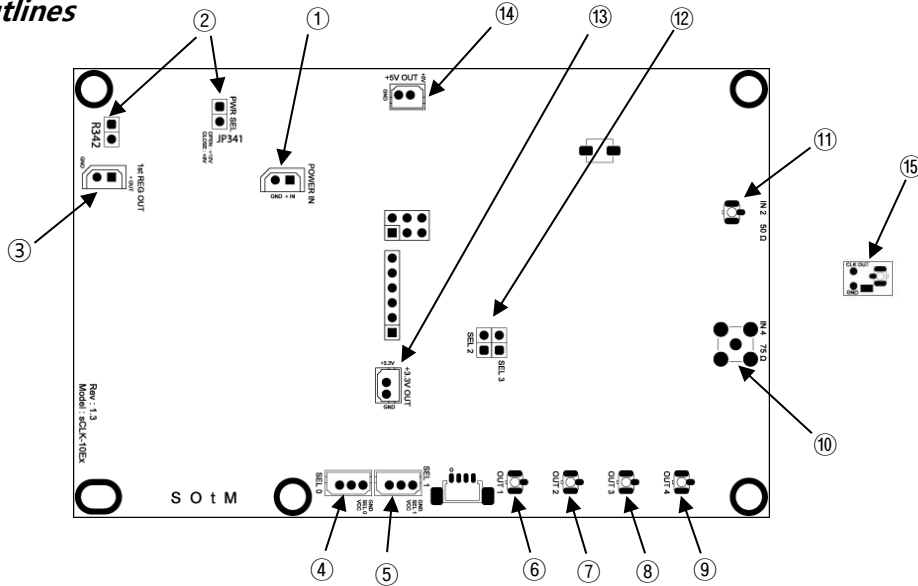 utlines
② ① ⑭ ⑬ ⑫
+5V OUT +5V
GND
R342
PWR SEL
JP341
OPEN : +12V
CLOSE : +9V
GND
+ OUT
1st REG OUT
③
POWER IN
GND + IN
⑪
IN 2 50 Ω
⑮
CLK OUT
GND
SEL 2
SEL 3
IN 4 75 Ω
⑩
+3.3V
+3.3V OUT
GND
Rev : 1.3
Model : sCLK-10Ex
SOtM
SEL 0
GND
SEL 0
VCC
SEL 1
GND
SEL 1
VCC
OUT 1
OUT 2
OUT 3
OUT 4
④ ⑤ ⑥ ⑦ ⑧ ⑨